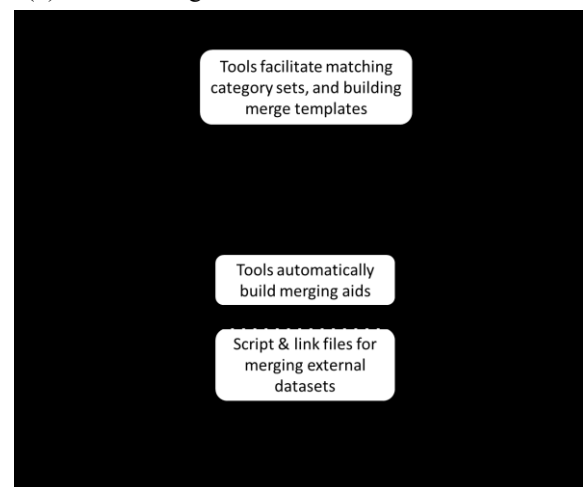 Tools facilitate matching
category sets, and building
merge templates
Tools automatically
build merging aids
Script & link files for
merging external
datasets